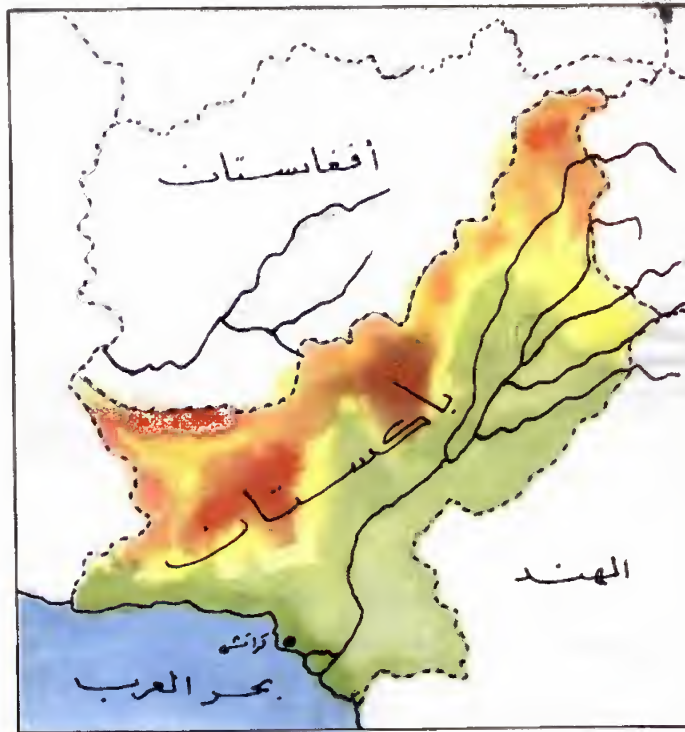 أفغانستان
باكستان
الهند
كراتشي
بحر العرب